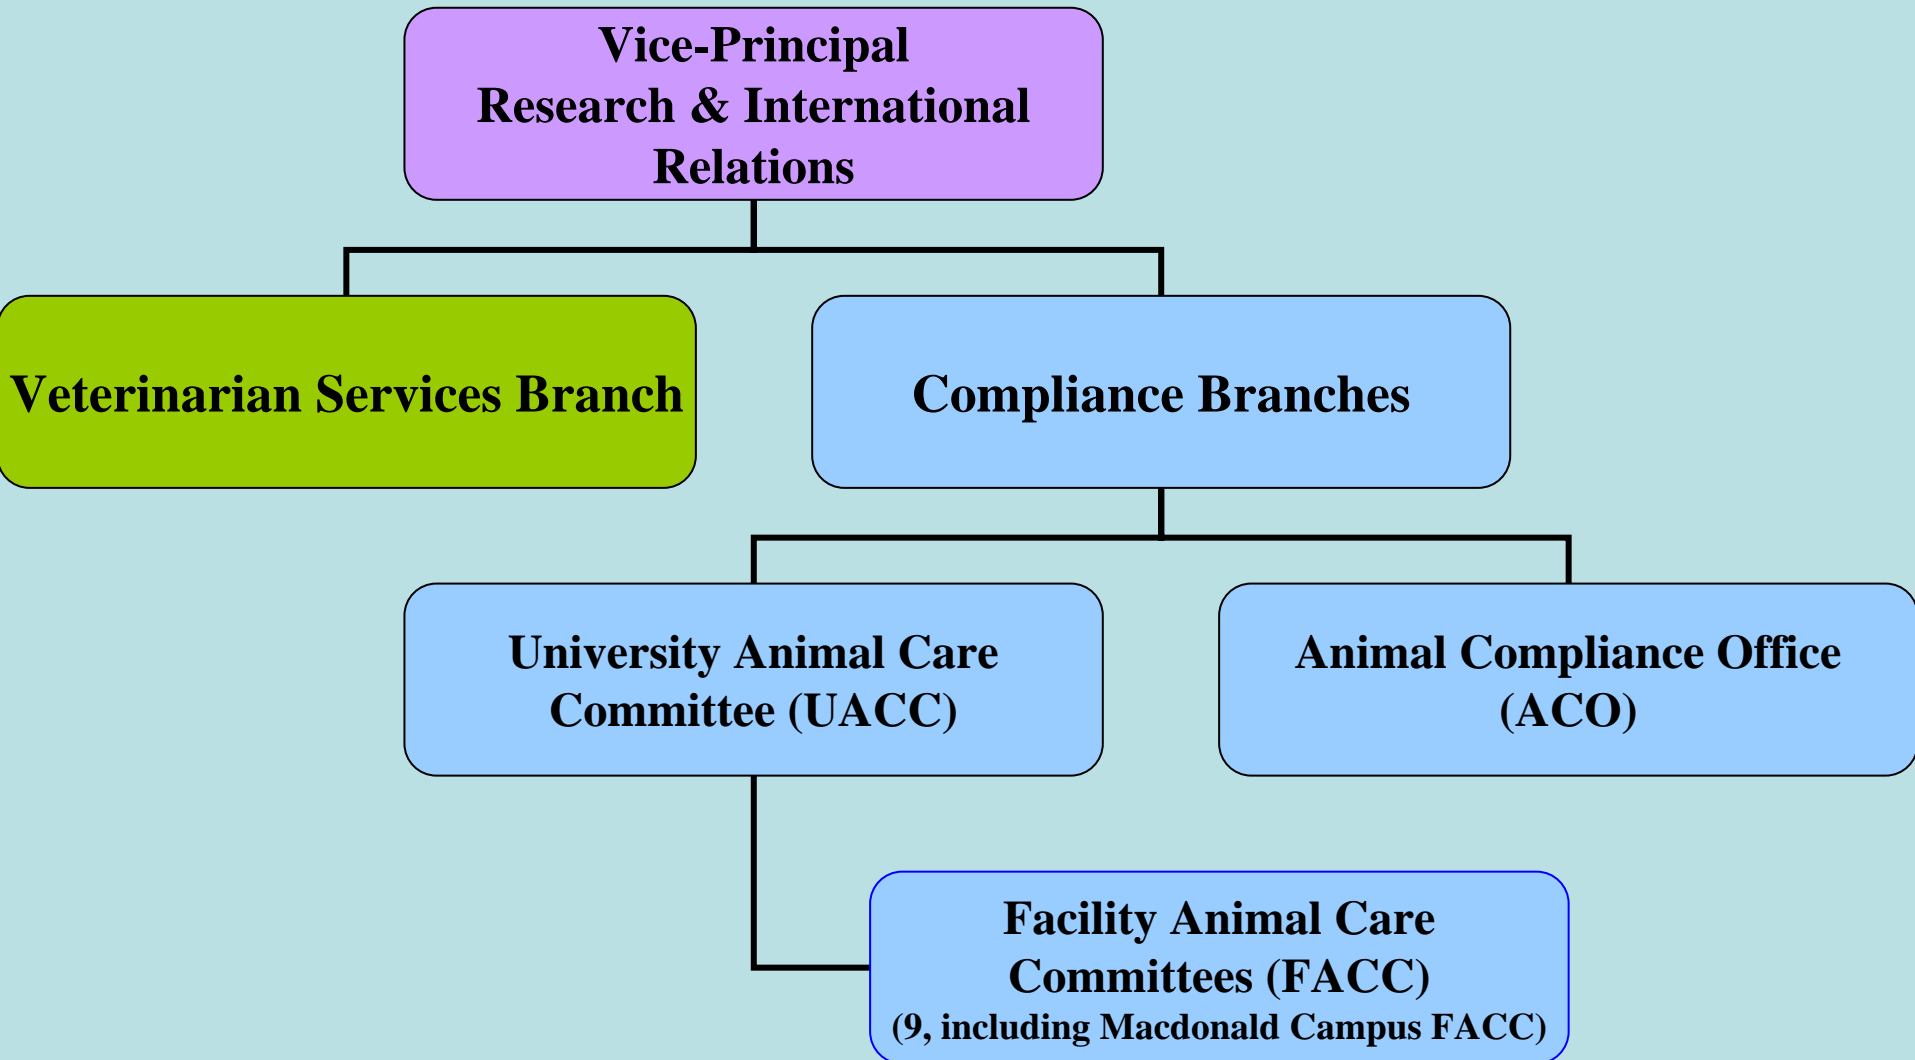 Vice-Principal
Research & International
Relations
Veterinarian Services Branch
Compliance Branches
University Animal Care
Committee (UACC)
Animal Compliance Office
(ACO)
Facility Animal Care
Committees (FACC)
(9, including Macdonald Campus FACC)